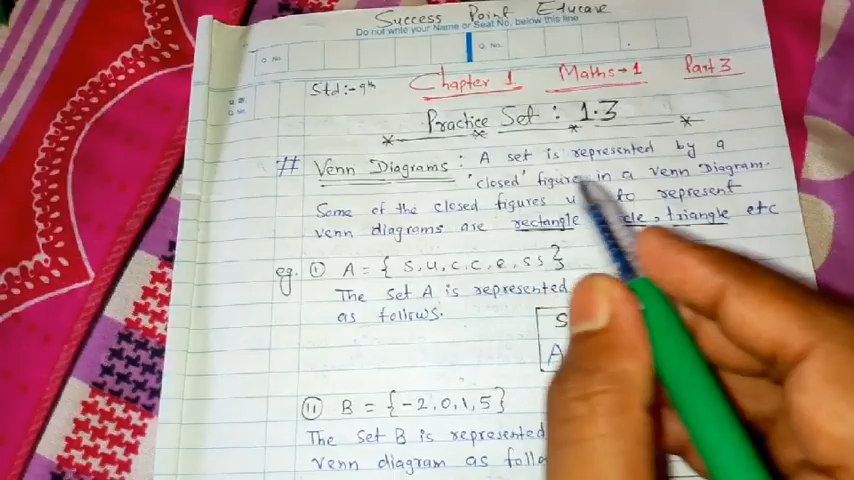 Success Point Educare
Do not write your Name or Seat No. below this line
Q. No.
Q. No.
Std:- 9th Chapter 1 Maths-1 Part 3
Practice Set : 1.3
# Venn Diagrams : A set is represented by a
'closed' figure in a venn Diagram.
Some of the closed figures to represent
venn diagrams are rectangle, triangle etc
eg. (i) A = { s, u, c, c, e, s s }
The set A is represented
as follows.
S
A
(ii) B = {-2, 0, 1, 5}
The set B is represented
venn diagram as